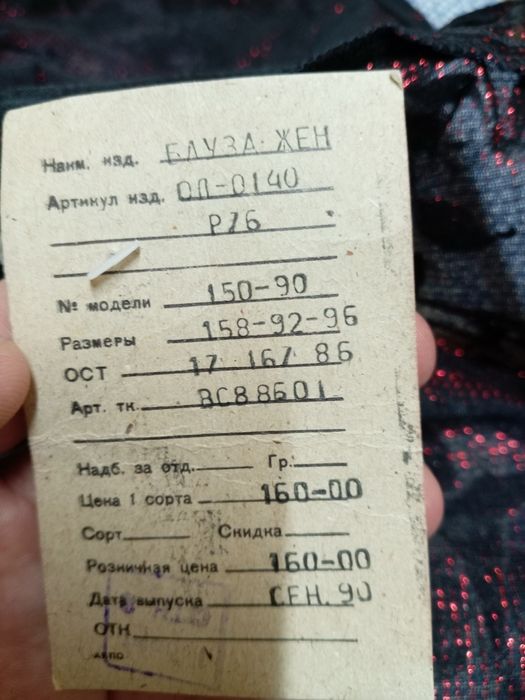 Наим. изд. БЛУЗА ЖЕН
Артикул изд. ОП-0140
Р76
№ модели 150-90
Размеры 158-92-96
ОСТ 17 167 86
Арт. тк. ВС88601
Надб. за отд. Гр.
Цена 1 сорта 160-00
Сорт Скидка
Розничная цена 160-00
Дата выпуска СЕН. 90
ОТК